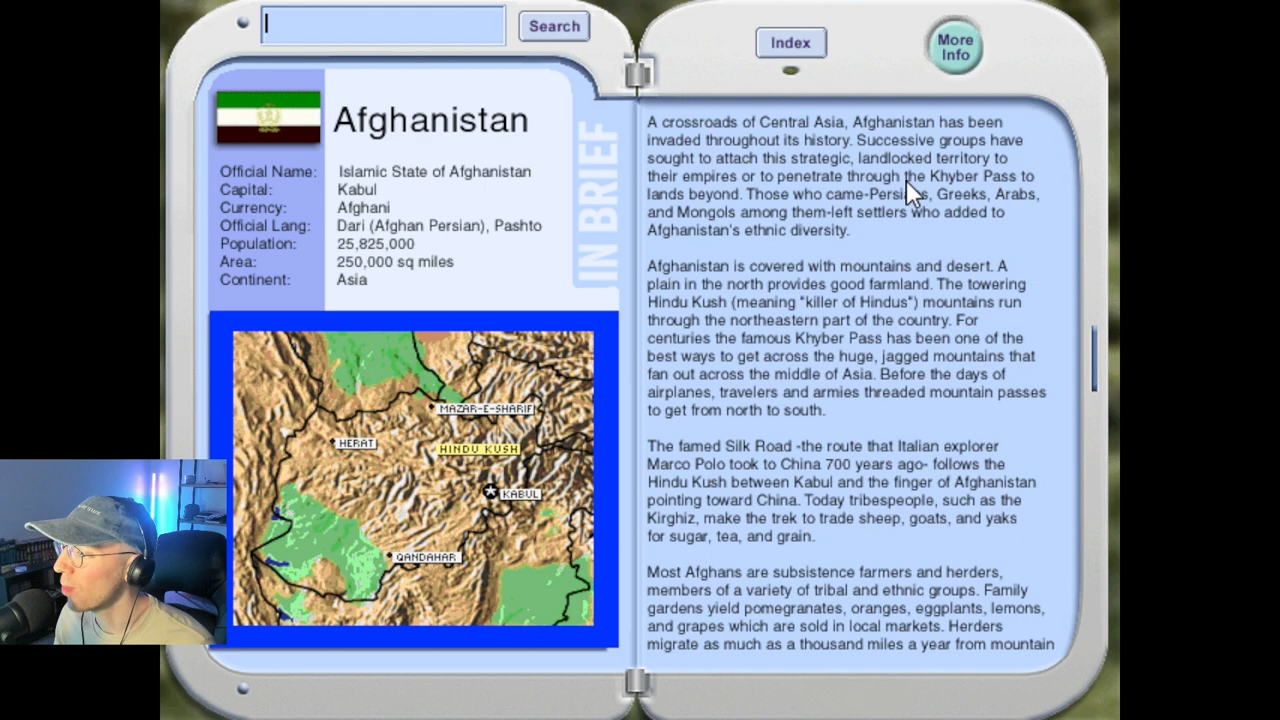 Search
Index
More
Info
Afghanistan
IN BRIEF
Official Name: Islamic State of Afghanistan
Capital: Kabul
Currency: Afghani
Official Lang: Dari (Afghan Persian), Pashto
Population: 25,825,000
Area: 250,000 sq miles
Continent: Asia
MAZAR-E-SHARIF
HERAT
HINDU KUSH
KABUL
QANDAHAR
A crossroads of Central Asia, Afghanistan has been
invaded throughout its history. Successive groups have
sought to attach this strategic, landlocked territory to
their empires or to penetrate through the Khyber Pass to
lands beyond. Those who came-Persians, Greeks, Arabs,
and Mongols among them-left settlers who added to
Afghanistan's ethnic diversity.
Afghanistan is covered with mountains and desert. A
plain in the north provides good farmland. The towering
Hindu Kush (meaning "killer of Hindus") mountains run
through the northeastern part of the country. For
centuries the famous Khyber Pass has been one of the
best ways to get across the huge, jagged mountains that
fan out across the middle of Asia. Before the days of
airplanes, travelers and armies threaded mountain passes
to get from north to south.
The famed Silk Road -the route that Italian explorer
Marco Polo took to China 700 years ago- follows the
Hindu Kush between Kabul and the finger of Afghanistan
pointing toward China. Today tribespeople, such as the
Kirghiz, make the trek to trade sheep, goats, and yaks
for sugar, tea, and grain.
Most Afghans are subsistence farmers and herders,
members of a variety of tribal and ethnic groups. Family
gardens yield pomegranates, oranges, eggplants, lemons,
and grapes which are sold in local markets. Herders
migrate as much as a thousand miles a year from mountain